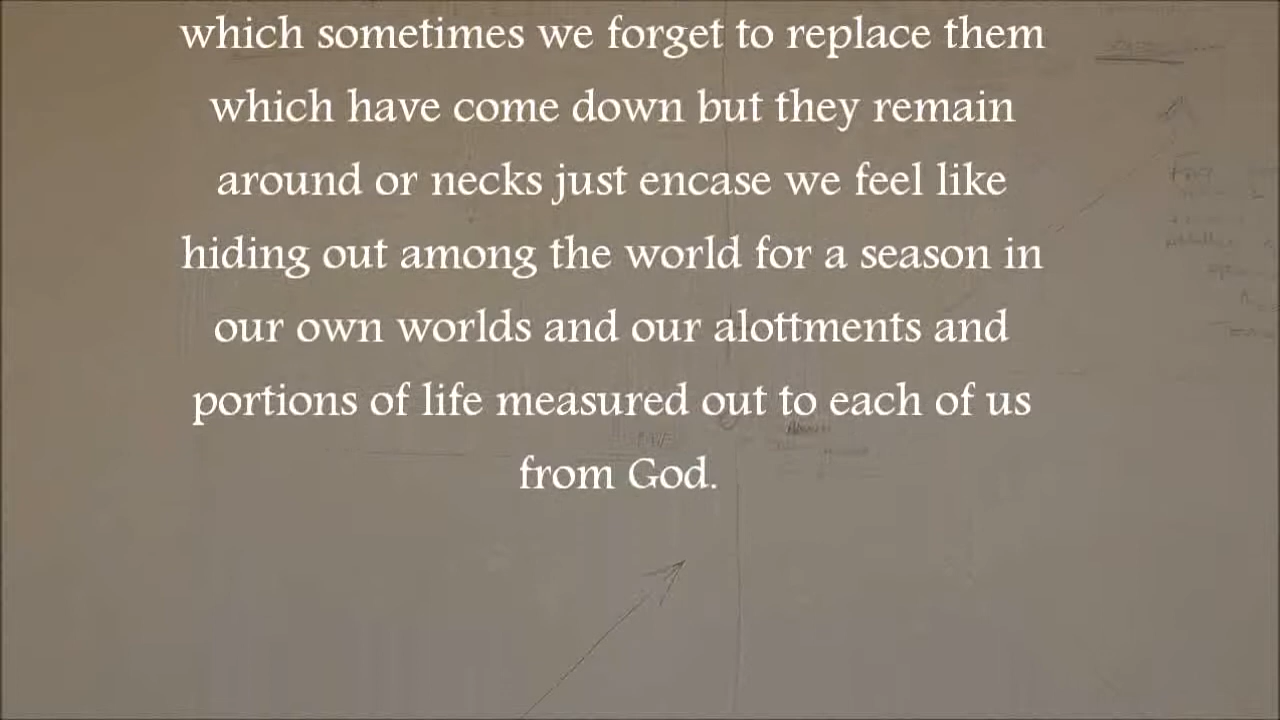 which sometimes we forget to replace them
which have come down but they remain
around or necks just encase we feel like
hiding out among the world for a season in
our own worlds and our alottments and
portions of life measured out to each of us
from God.